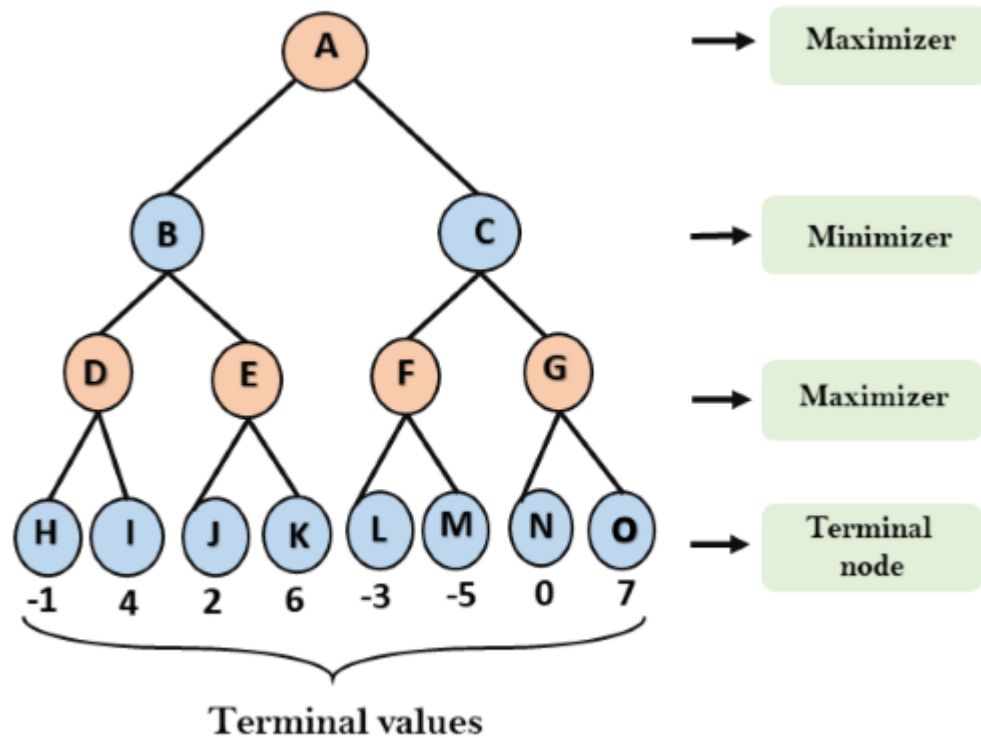 A
Maximizer
B
C
Minimizer
D
E
F
G
Maximizer
H
I
J
K
L
M
N
O
Terminal
node
-1
4
2
6
-3
-5
0
7
Terminal values